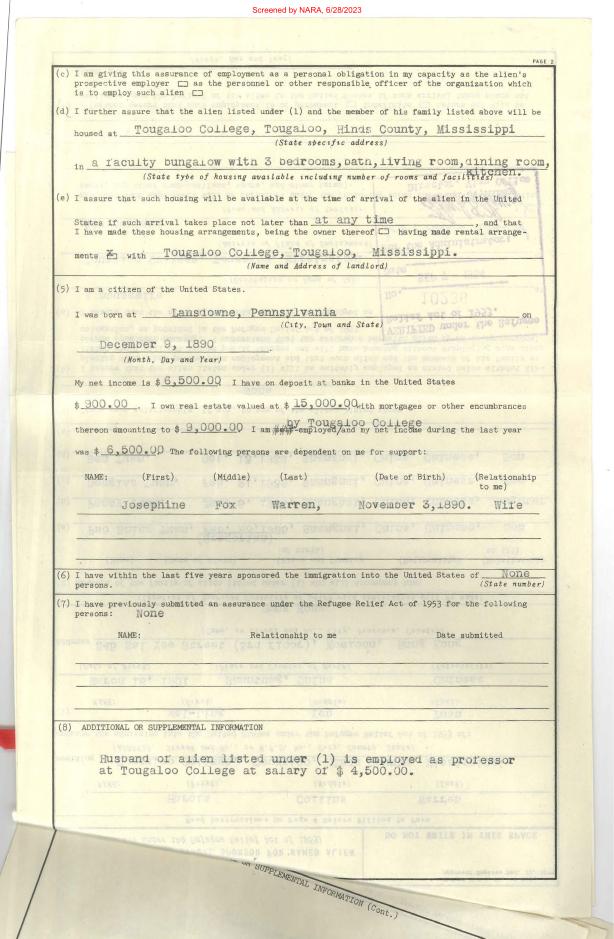 Screened by NARA, 6/28/2023
PAGE 2
(c) I am giving this assurance of employment as a personal obligation in my capacity as the alien's
prospective employer ☐ as the personnel or other responsible officer of the organization which
is to employ such alien ☐
(d) I further assure that the alien listed under (1) and the member of his family listed above will be
housed at Tougaloo College, Tougaloo, Hinds County, Mississippi
(State specific address)
in a faculty bungalow with 3 bedrooms, bath, living room, dining room,
kitchen.
(State type of housing available including number of rooms and facilities)
(e) I assure that such housing will be available at the time of arrival of the alien in the United
States if such arrival takes place not later than at any time, and that
I have made these housing arrangements, being the owner thereof ☐ having made rental arrange-
ments ☒ with Tougaloo College, Tougaloo, Mississippi.
(Name and Address of landlord)
(5) I am a citizen of the United States.
I was born at Lansdowne, Pennsylvania on
(City, Town and State)
December 9, 1890.
(Month, Day and Year)
My net income is $ 6,500.00 I have on deposit at banks in the United States
$ 900.00. I own real estate valued at $ 15,000.00 with mortgages or other encumbrances
by Tougaloo College
thereon amounting to $ 9,000.00 I am self-employed/and my net income during the last year
was $ 6,500.00 The following persons are dependent on me for support:
NAME: (First) (Middle) (Last) (Date of Birth) (Relationship
to me)
Josephine Fox Warren, November 3,1890. Wife
(6) I have within the last five years sponsored the immigration into the United States of None
persons. (State number)
(7) I have previously submitted an assurance under the Refugee Relief Act of 1953 for the following
persons: None
NAME: Relationship to me Date submitted
(8) ADDITIONAL OR SUPPLEMENTAL INFORMATION
Husband of alien listed under (1) is employed as professor
at Tougaloo College at salary of $ 4,500.00.
OR SUPPLEMENTAL INFORMATION (Cont.)